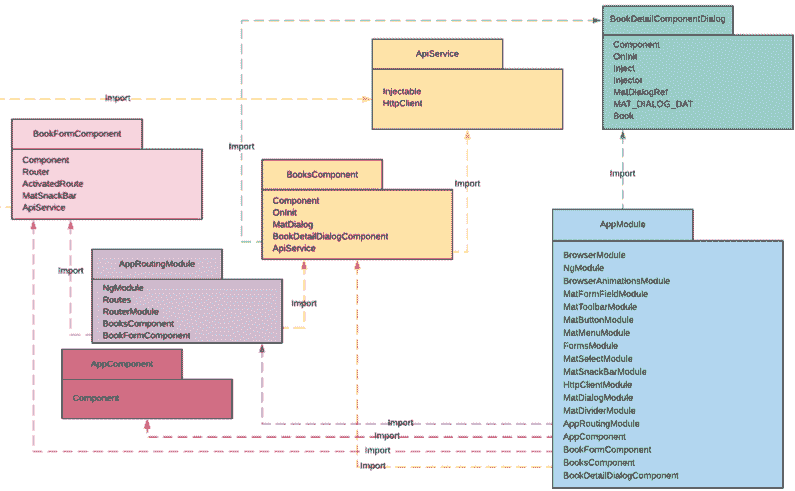 BookDetailComponentDialog
Component
OnInit
Inject
Injector
MatDialogRef
MAT_DIALOG_DAT
Book
ApiService
Injectable
HttpClient
Import
BookFormComponent
Component
Router
ActivatedRoute
MatSnackBar
ApiService
Import
BooksComponent
Component
OnInit
MatDialog
BookDetailDialogComponent
ApiService
Import
Import
AppModule
BrowserModule
NgModule
BrowserAnimationsModule
MatFormFieldModule
MatToolbarModule
MatButtonModule
MatMenuModule
FormsModule
MatSelectModule
MatSnackBarModule
HttpClientModule
MatDialogModule
MatDividerModule
AppRoutingModule
AppComponent
BookFormComponent
BooksComponent
BookDetailDialogComponent
AppRoutingModule
NgModule
Routes
RouterModule
BooksComponent
BookFormComponent
Import
Import
AppComponent
Component
Import
Import
Import
Import